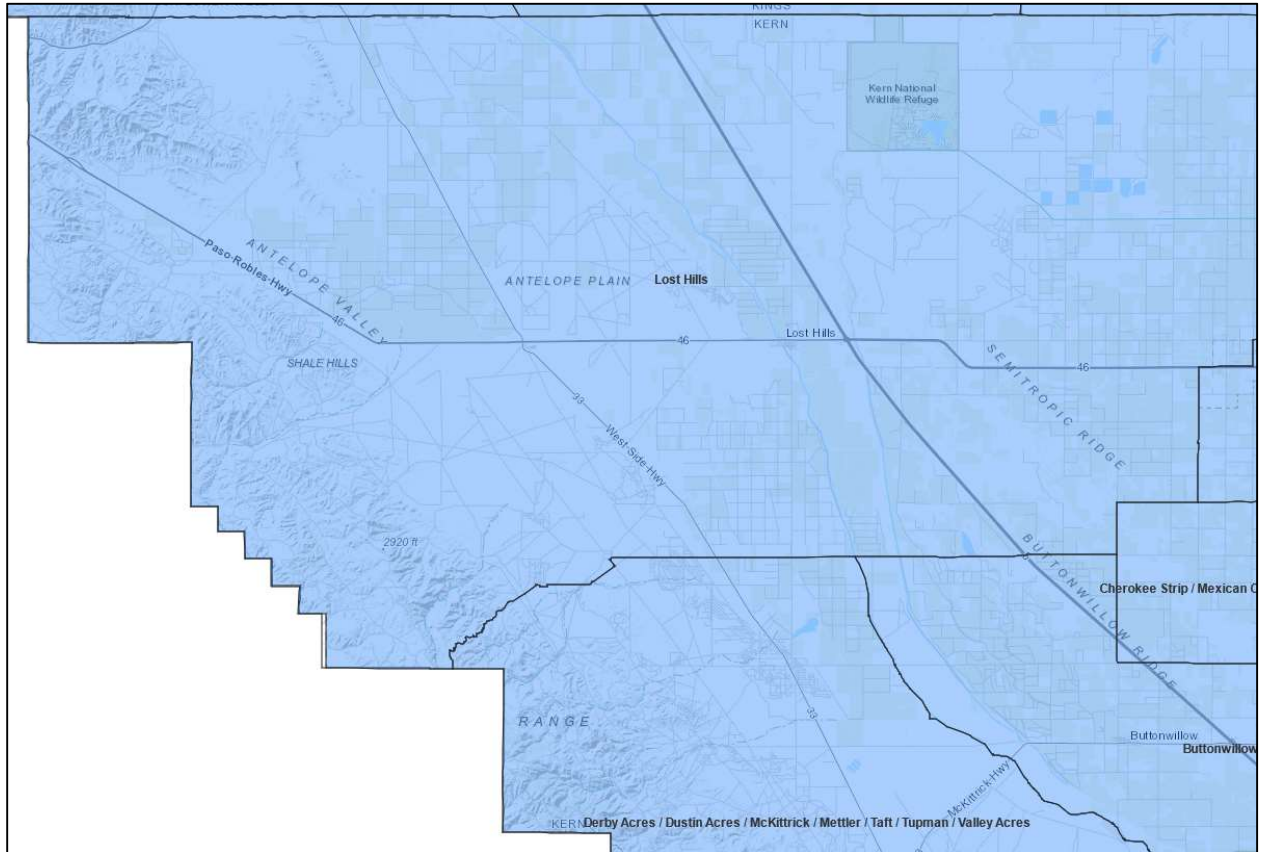 KINGS
KERN
Kern National
Wildlife Refuge
ANTELOPE VALLEY
Paso-Robles-Hwy
46
ANTELOPE PLAIN
Lost Hills
Lost Hills
46
46
SHALE HILLS
SEMITROPIC RIDGE
33
West-Side-Hwy
2920 ft
BUTTONWILLOW RIDGE
5
Cherokee Strip / Mexican C
RANGE
33
Buttonwillow
Buttonwillow
McKittrick-Hwy
KERN
Derby Acres / Dustin Acres / McKittrick / Mettler / Taft / Tupman / Valley Acres